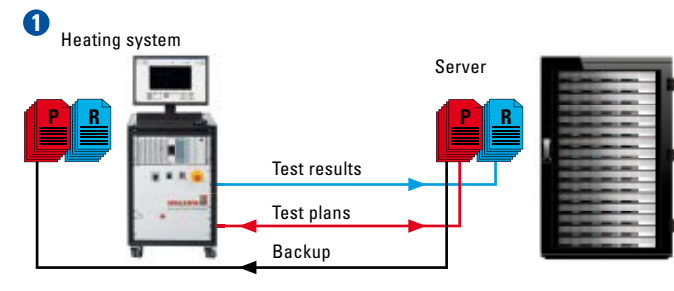 1
Heating system
Server
P R
P R
Test results
Test plans
Backup